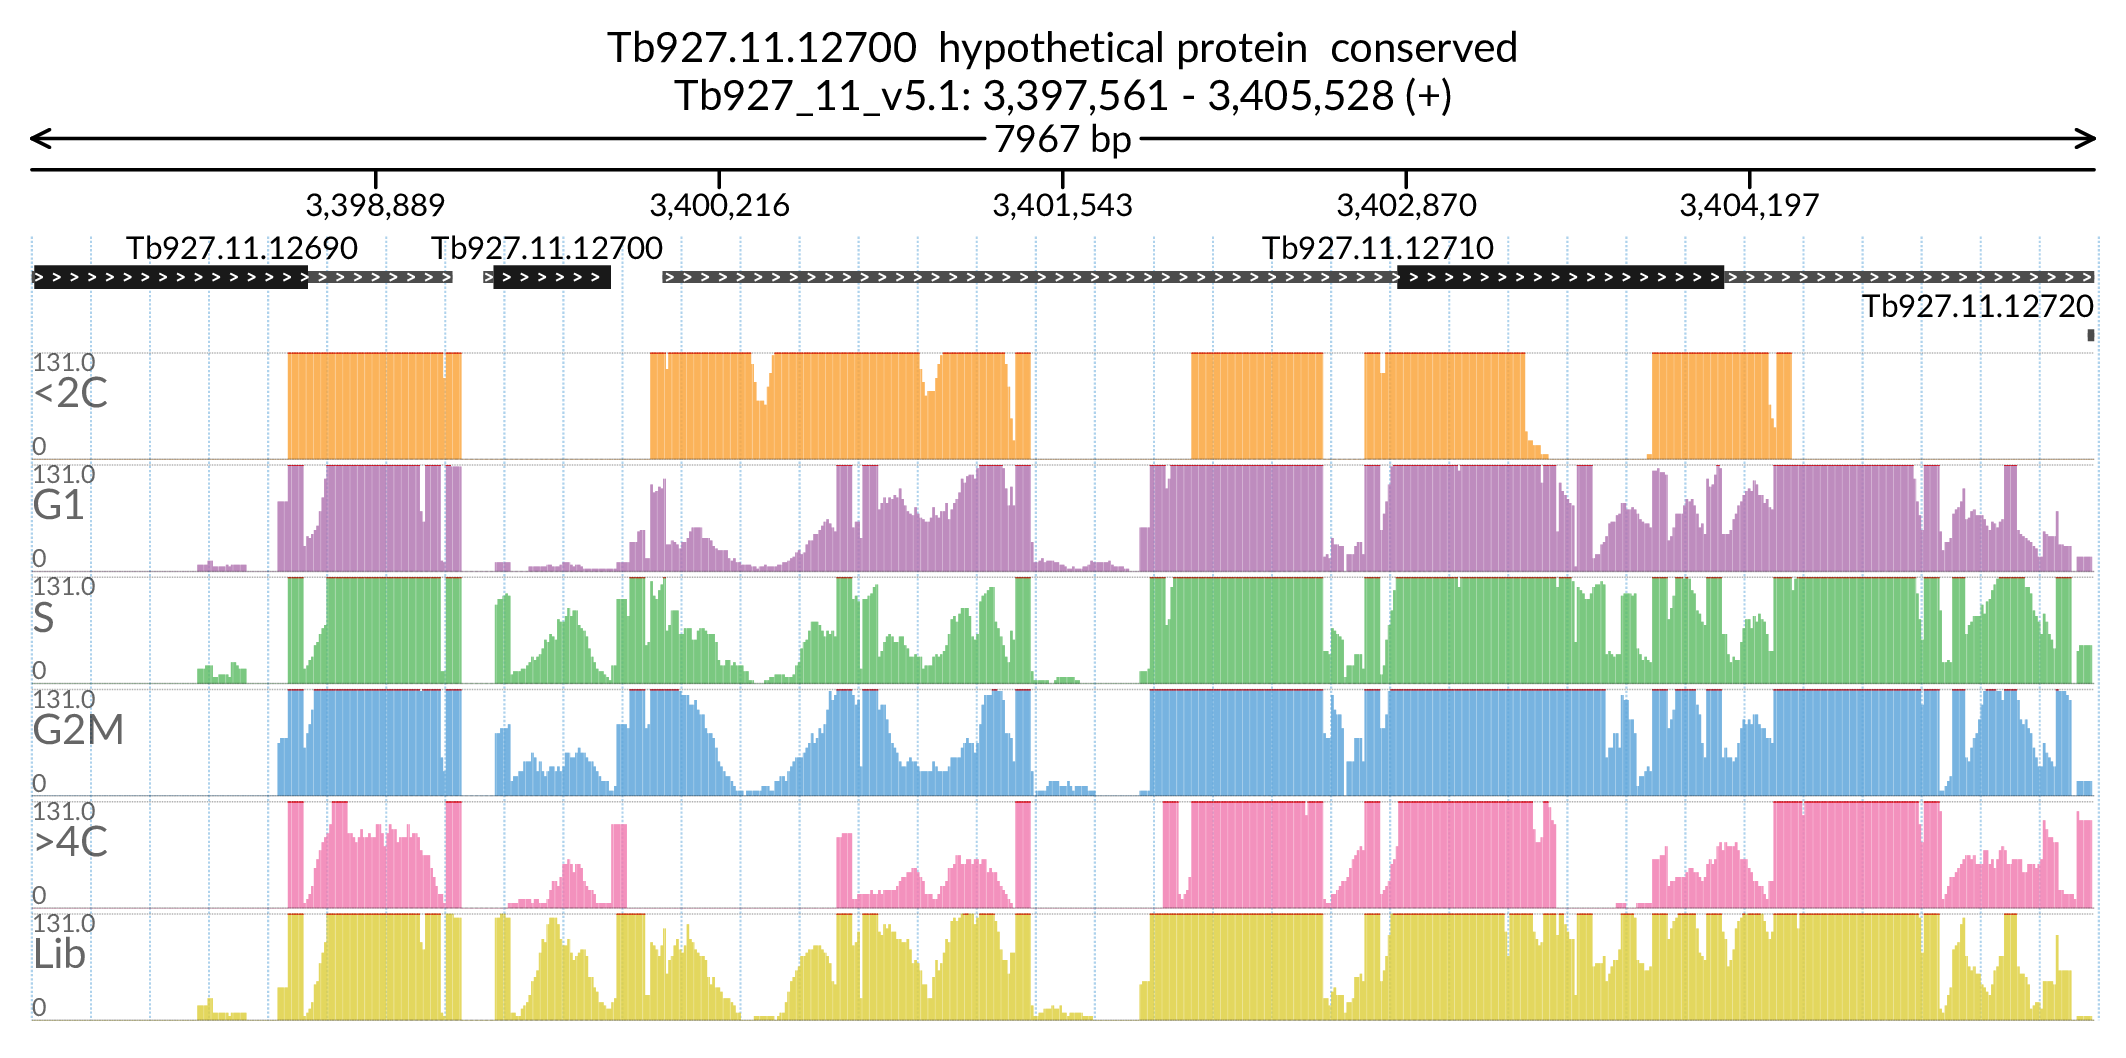 Tb927.11.12700  hypothetical protein  conserved
Tb927_11_v5.1: 3,397,561 - 3,405,528 (+)
7967 bp
3,398,889 3,400,216 3,401,543 3,402,870 3,404,197
Tb927.11.12690 Tb927.11.12700 Tb927.11.12710
Tb927.11.12720
131.0
<2C
0
131.0
G1
0
131.0
S
0
131.0
G2M
0
131.0
>4C
0
131.0
Lib
0